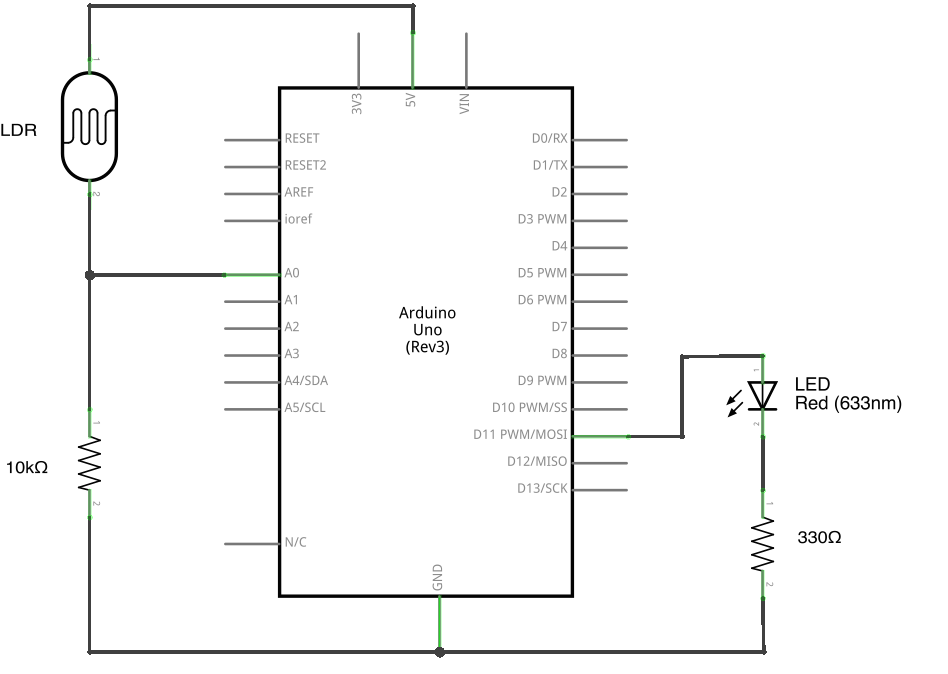 1
3V3
5V
VIN
LDR
2
RESET
RESET2
AREF
ioref
A0
A1
A2
A3
A4/SDA
A5/SCL
N/C
Arduino
Uno
(Rev3)
GND
D0/RX
D1/TX
D2
D3 PWM
D4
D5 PWM
D6 PWM
D7
D8
D9 PWM
D10 PWM/SS
D11 PWM/MOSI
D12/MISO
D13/SCK
1
10kΩ
2
1
LED
Red (633nm)
2
1
330Ω
2